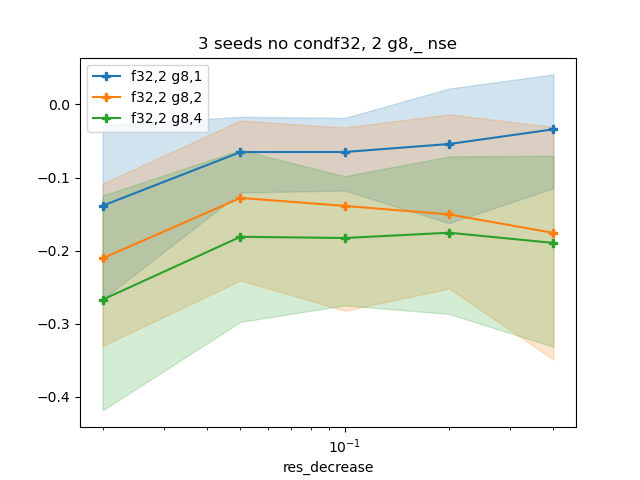 3 seeds no condf32, 2 g8,_ nse
f32,2 g8,1
f32,2 g8,2
f32,2 g8,4
0.0
−0.1
−0.2
−0.3
−0.4
10⁻¹
res_decrease